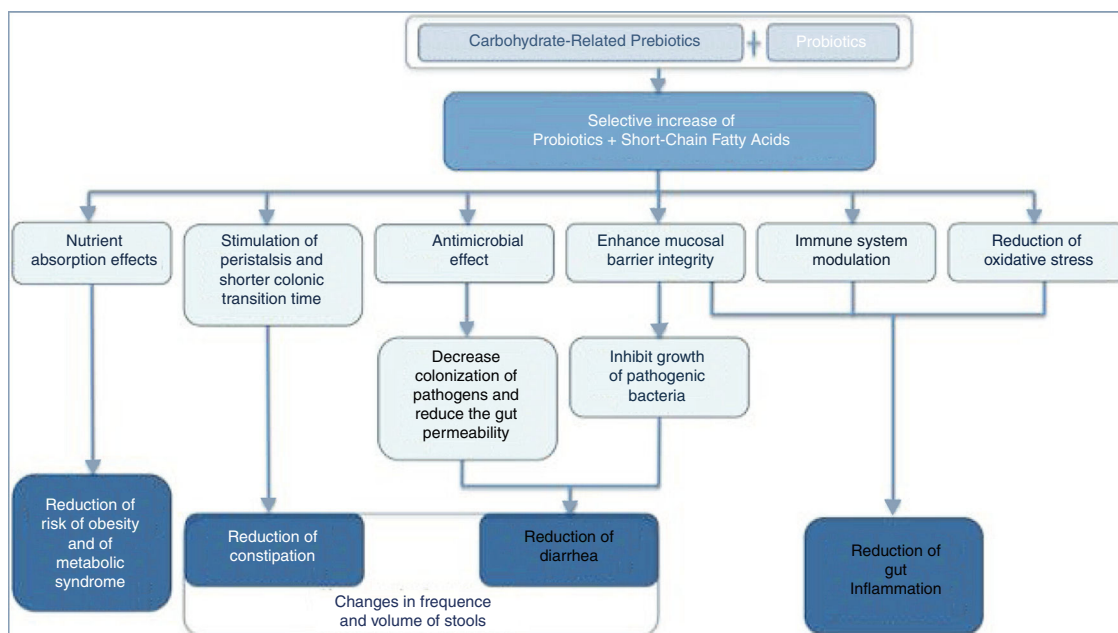 Carbohydrate-Related Prebiotics + Probiotics
Selective increase of
Probiotics + Short-Chain Fatty Acids
Nutrient
absorption effects
Stimulation of
peristalsis and
shorter colonic
transition time
Antimicrobial
effect
Enhance mucosal
barrier integrity
Immune system
modulation
Reduction of
oxidative stress
Decrease
colonization of
pathogens and
reduce the gut
permeability
Inhibit growth
of pathogenic
bacteria
Reduction of
risk of obesity
and of
metabolic
syndrome
Reduction of
constipation
Reduction of
diarrhea
Changes in frequence
and volume of stools
Reduction of
gut
Inflammation